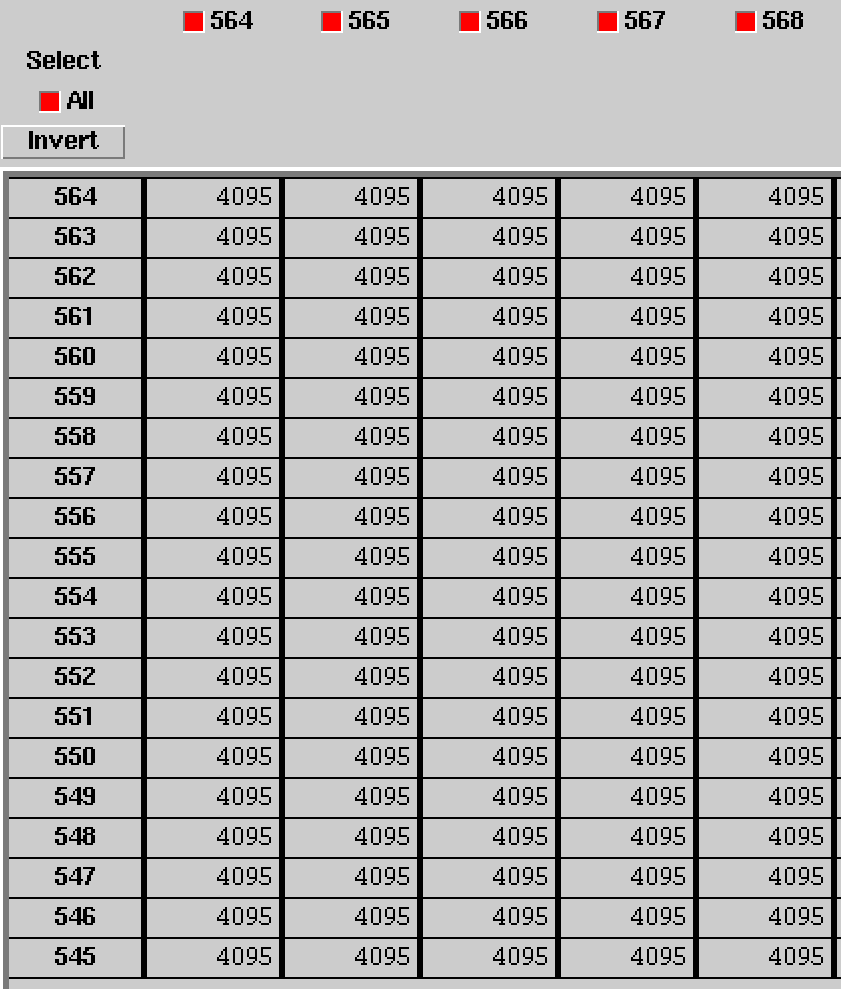 564 565 566 567 568
Select
All
Invert
564 4095 4095 4095 4095 4095
563 4095 4095 4095 4095 4095
562 4095 4095 4095 4095 4095
561 4095 4095 4095 4095 4095
560 4095 4095 4095 4095 4095
559 4095 4095 4095 4095 4095
558 4095 4095 4095 4095 4095
557 4095 4095 4095 4095 4095
556 4095 4095 4095 4095 4095
555 4095 4095 4095 4095 4095
554 4095 4095 4095 4095 4095
553 4095 4095 4095 4095 4095
552 4095 4095 4095 4095 4095
551 4095 4095 4095 4095 4095
550 4095 4095 4095 4095 4095
549 4095 4095 4095 4095 4095
548 4095 4095 4095 4095 4095
547 4095 4095 4095 4095 4095
546 4095 4095 4095 4095 4095
545 4095 4095 4095 4095 4095